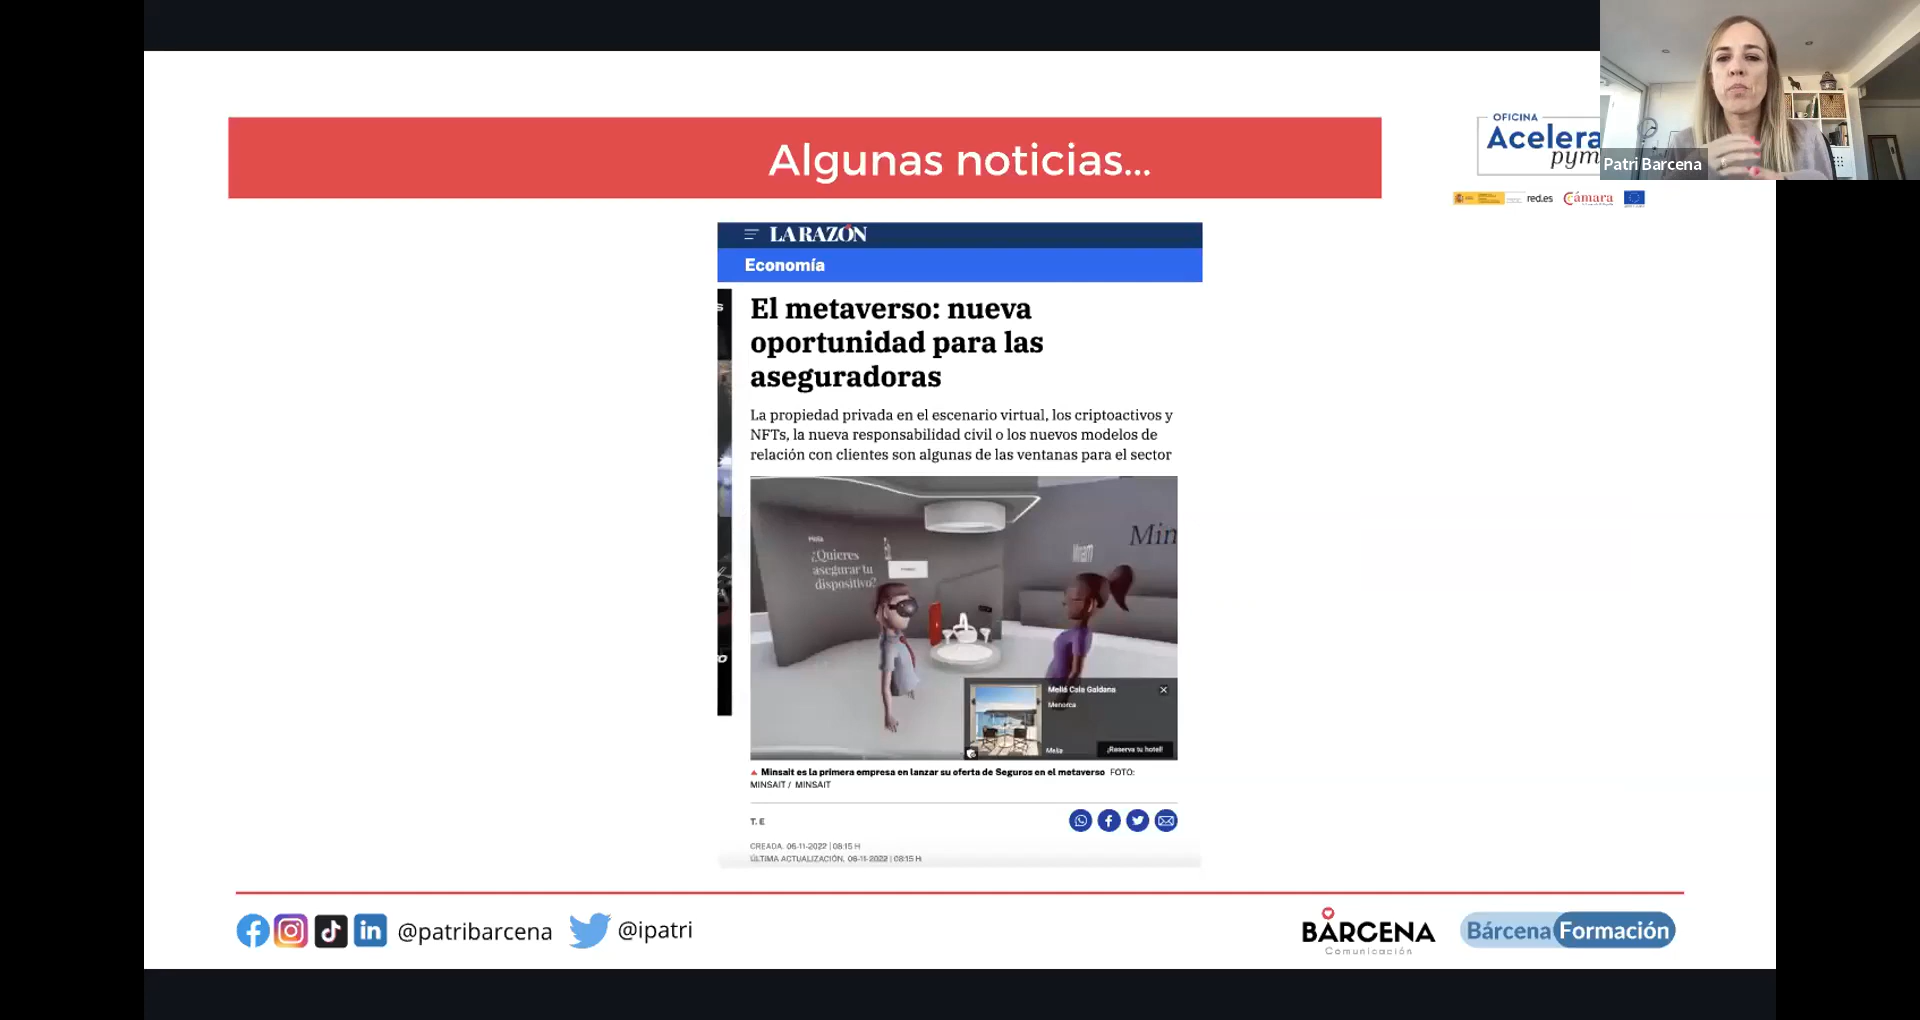 Algunas noticias...
OFICINA
Acelera
pym
Patri Barcena
red.es
Cámara
LA RAZÓN
Economía
El metaverso: nueva
oportunidad para las
aseguradoras
La propiedad privada en el escenario virtual, los criptoactivos y
NFTs, la nueva responsabilidad civil o los nuevos modelos de
relación con clientes son algunas de las ventanas para el sector
¿Quieres
asegurar tu
dispositivo?
Miriam
Min
Meliá Cala Galdana
Menorca
Melia
¡Reserva tu hotel!
Minsait es la primera empresa en lanzar su oferta de Seguros en el metaverso FOTO:
MINSAIT / MINSAIT
T. E
CREADA. 06-11-2022 | 08:15 H
ÚLTIMA ACTUALIZACIÓN. 06-11-2022 | 08:15 H
@patribarcena
@ipatri
BÁRCENA
Comunicación
Bárcena Formación